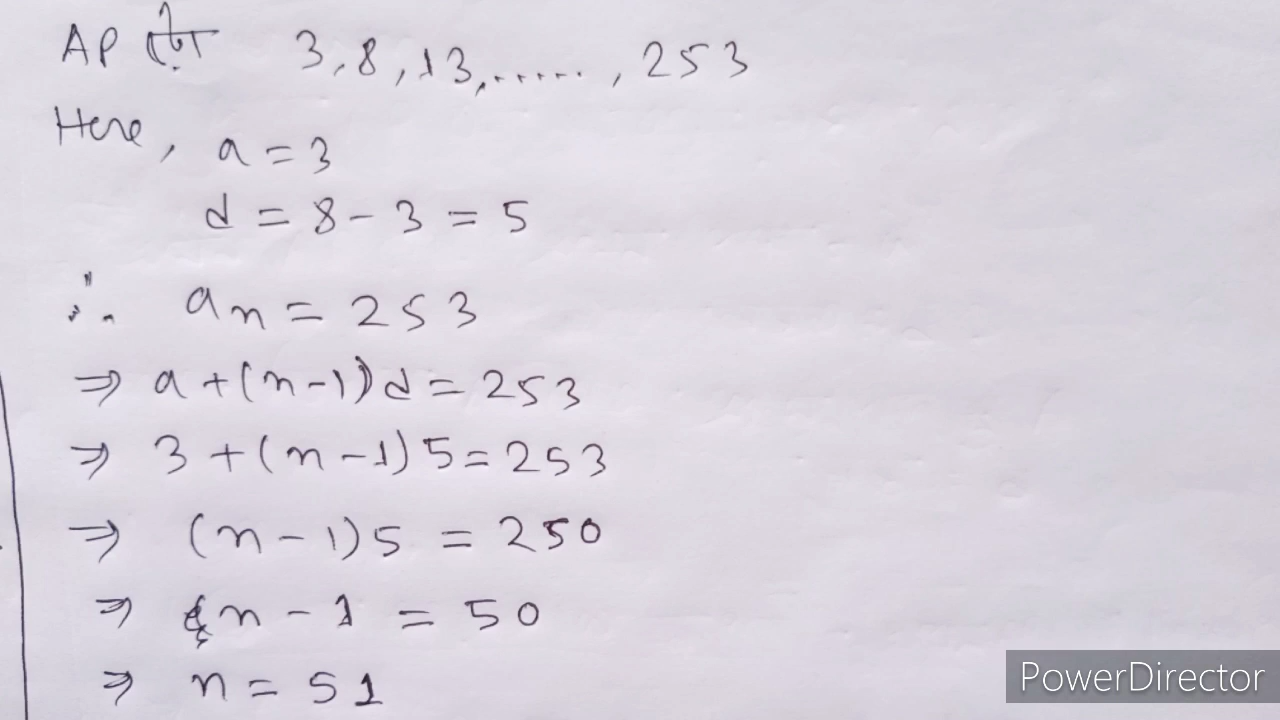 AP টো 3, 8, 13, ......, 253
Here, a = 3
d = 8 - 3 = 5
∴ an = 253
⇒ a + (n-1)d = 253
⇒ 3 + (n-1)5 = 253
⇒ (n-1)5 = 250
⇒ n - 1 = 50
⇒ n = 51
PowerDirector